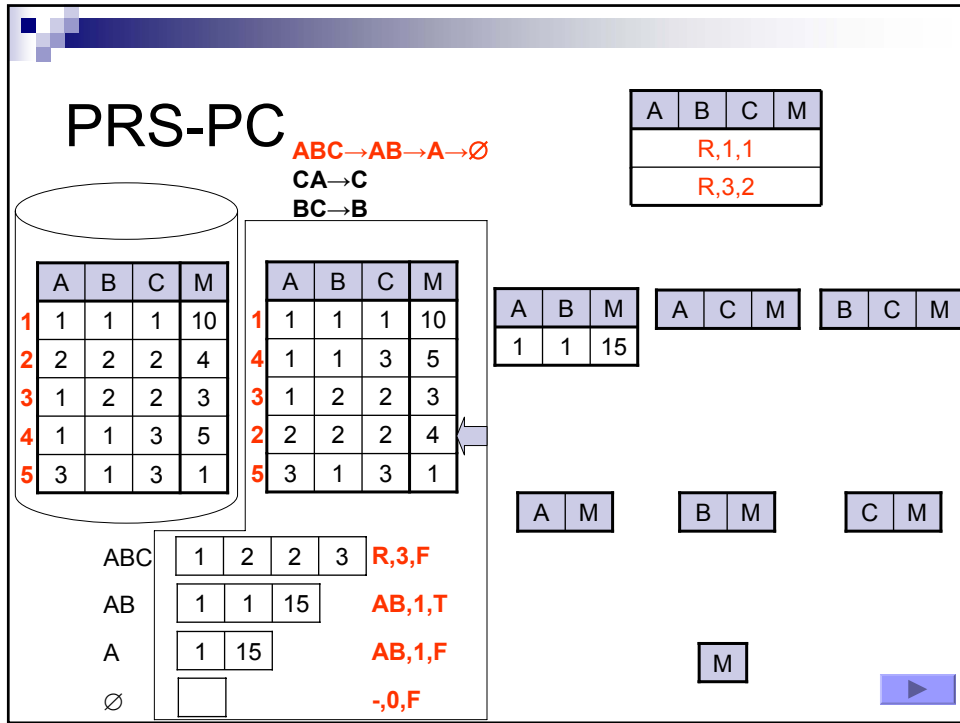 PRS-PC
ABC→AB→A→∅
CA→C
BC→B
A B C M
R,1,1
R,3,2
A B C M
1 1 1 1 10
2 2 2 2 4
3 1 2 2 3
4 1 1 3 5
5 3 1 3 1
A B C M
1 1 1 1 10
4 1 1 3 5
3 1 2 2 3
2 2 2 2 4
5 3 1 3 1
A B M
1 1 15
A C M
B C M
A M
B M
C M
M
ABC 1 2 2 3 R,3,F
AB 1 1 15 AB,1,T
A 1 15 AB,1,F
∅ -,0,F